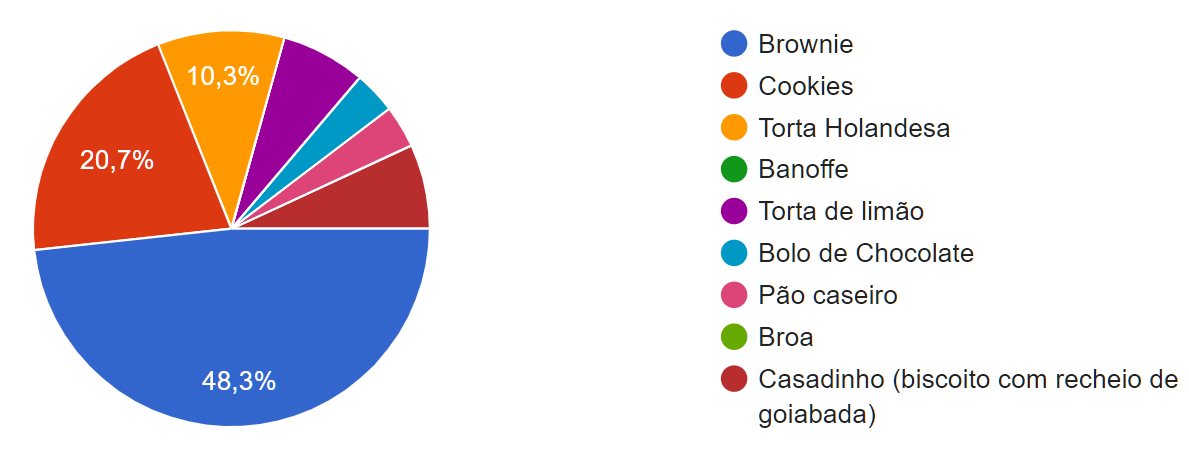 10,3%
20,7%
48,3%
Brownie
Cookies
Torta Holandesa
Banoffe
Torta de limão
Bolo de Chocolate
Pão caseiro
Broa
Casadinho (biscoito com recheio de
goiabada)